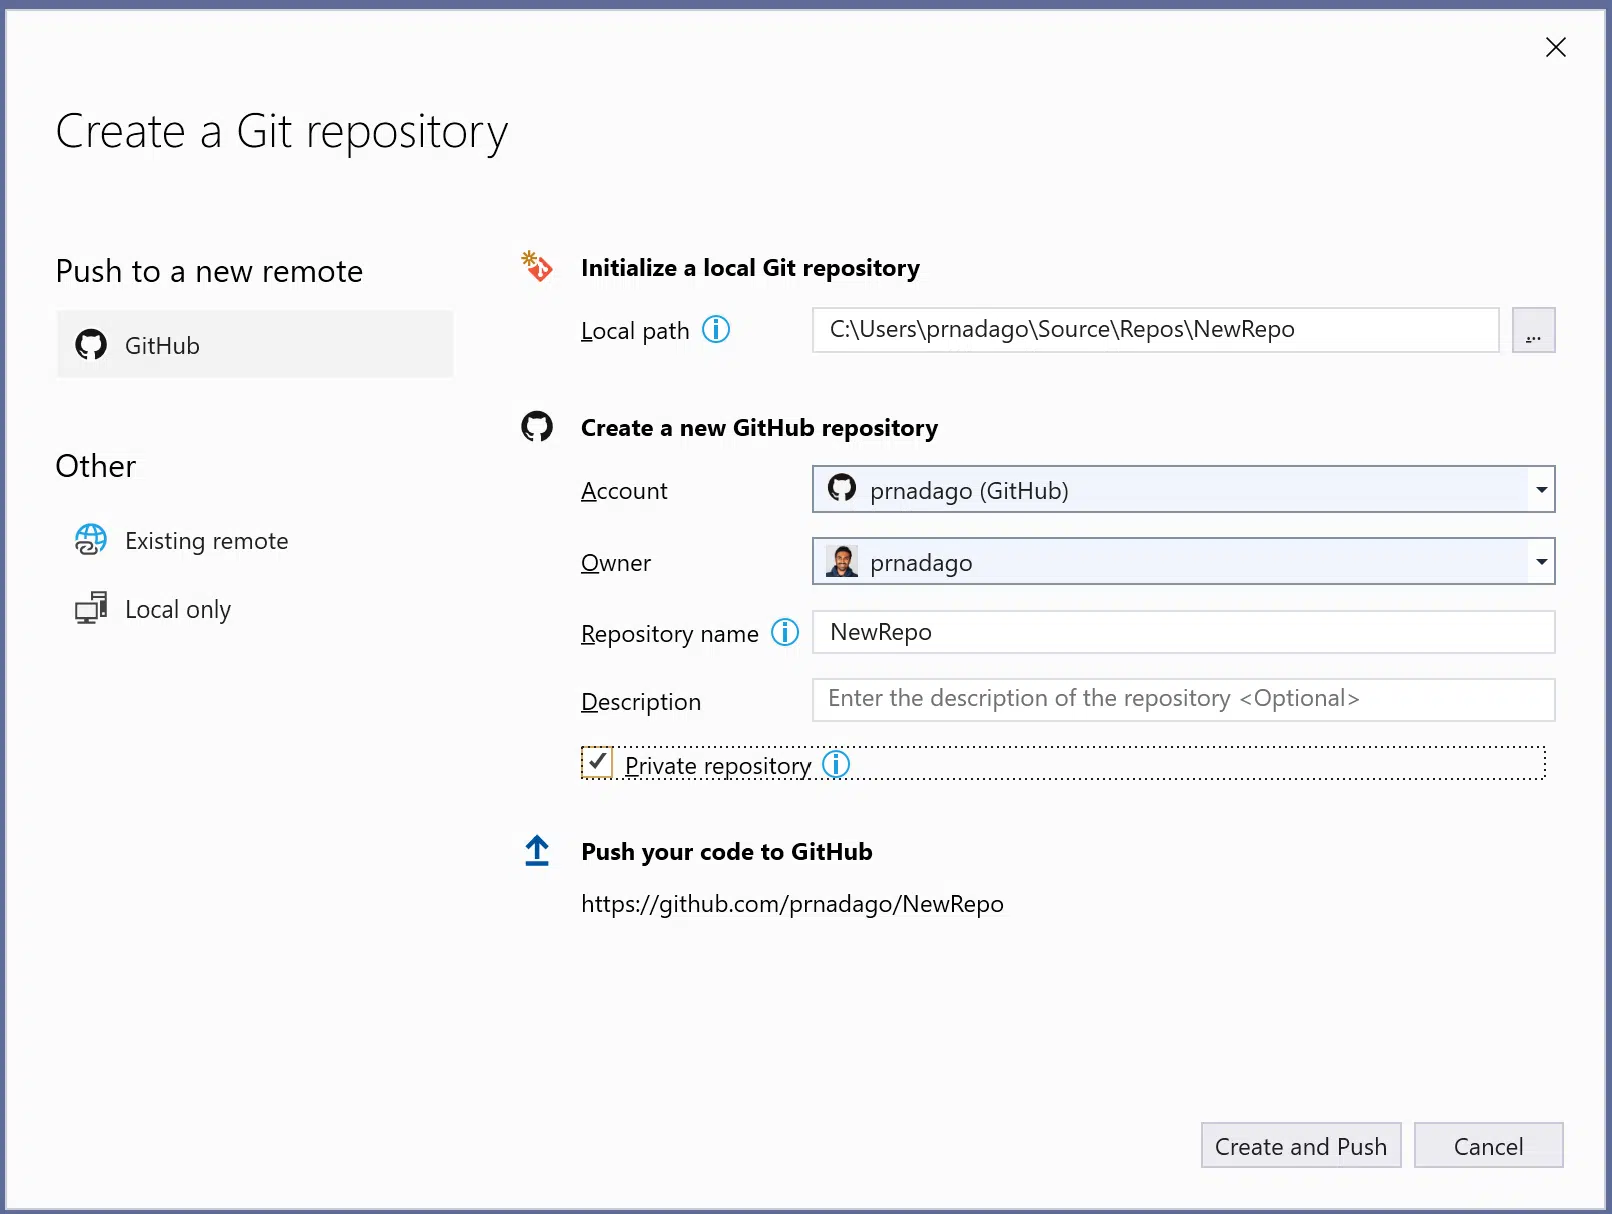 Create a Git repository
Push to a new remote
GitHub
Other
Existing remote
Local only
Initialize a local Git repository
Local path
C:\Users\prnadago\Source\Repos\NewRepo
...
Create a new GitHub repository
Account
prnadago (GitHub)
Owner
prnadago
Repository name
NewRepo
Description
Enter the description of the repository <Optional>
Private repository
Push your code to GitHub
https://github.com/prnadago/NewRepo
Create and Push
Cancel